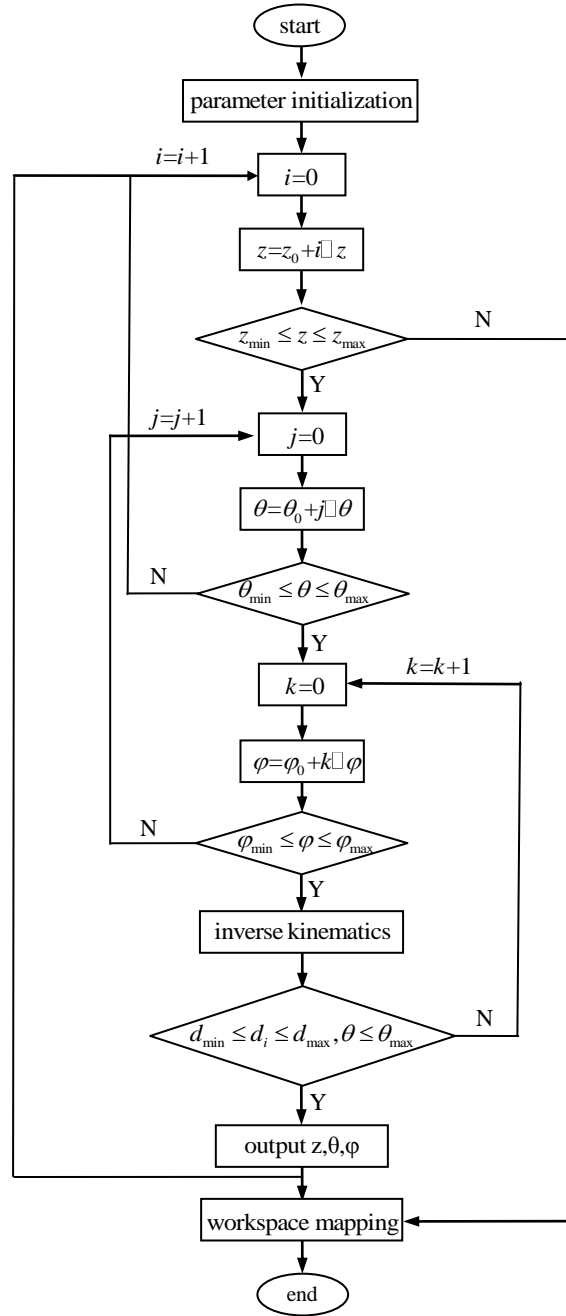 start
parameter initialization
i=i+1
i=0
z=z₀+i□ z
zₘᵢₙ ≤ z ≤ zₘₐₓ
N
Y
j=j+1
j=0
θ=θ₀+j□ θ
N
θₘᵢₙ ≤ θ ≤ θₘₐₓ
Y
k=k+1
k=0
φ=φ₀+k□ φ
N
φₘᵢₙ ≤ φ ≤ φₘₐₓ
Y
inverse kinematics
dₘᵢₙ ≤ dᵢ ≤ dₘₐₓ, θ ≤ θₘₐₓ
N
Y
output z,θ,φ
workspace mapping
end